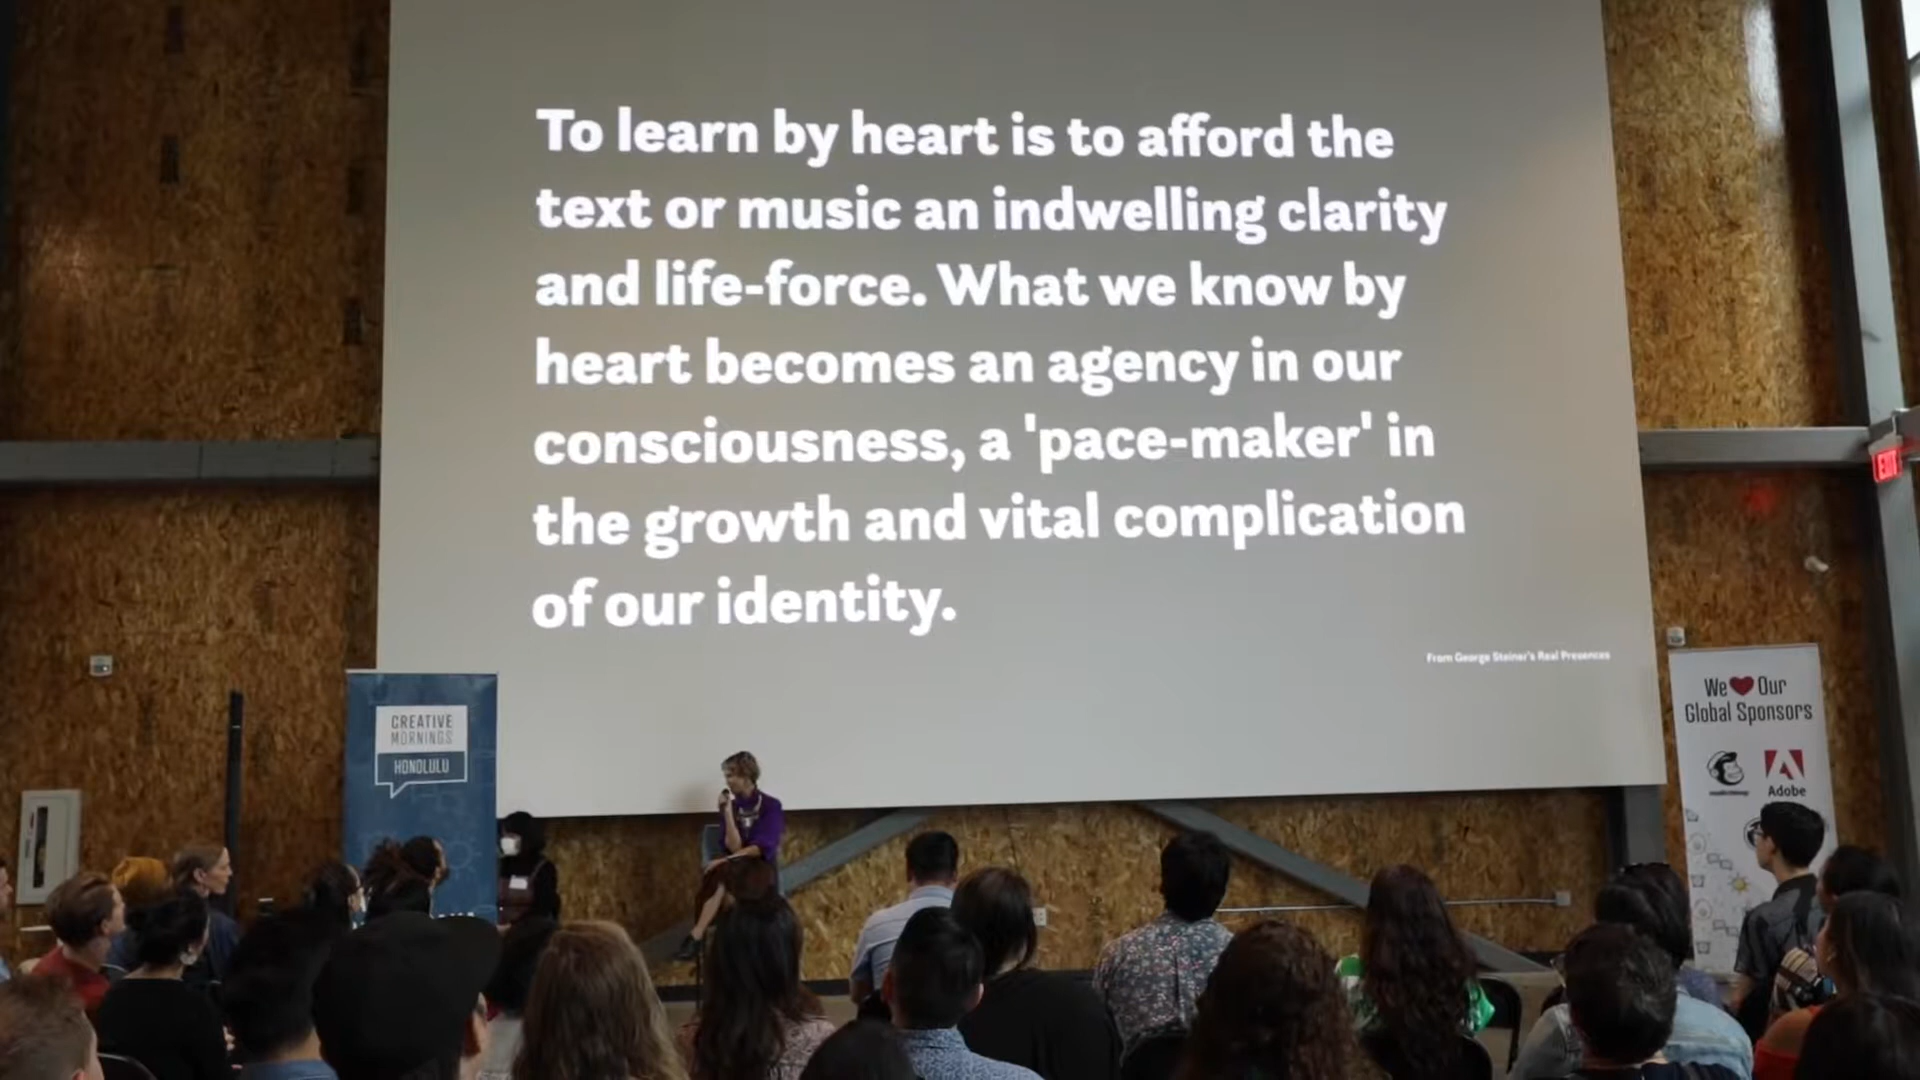 To learn by heart is to afford the
text or music an indwelling clarity
and life-force. What we know by
heart becomes an agency in our
consciousness, a 'pace-maker' in
the growth and vital complication
of our identity.
From George Steiner's Real Presences
EXIT
CREATIVE
MORNINGS
HONOLULU
We Our
Global Sponsors
Adobe